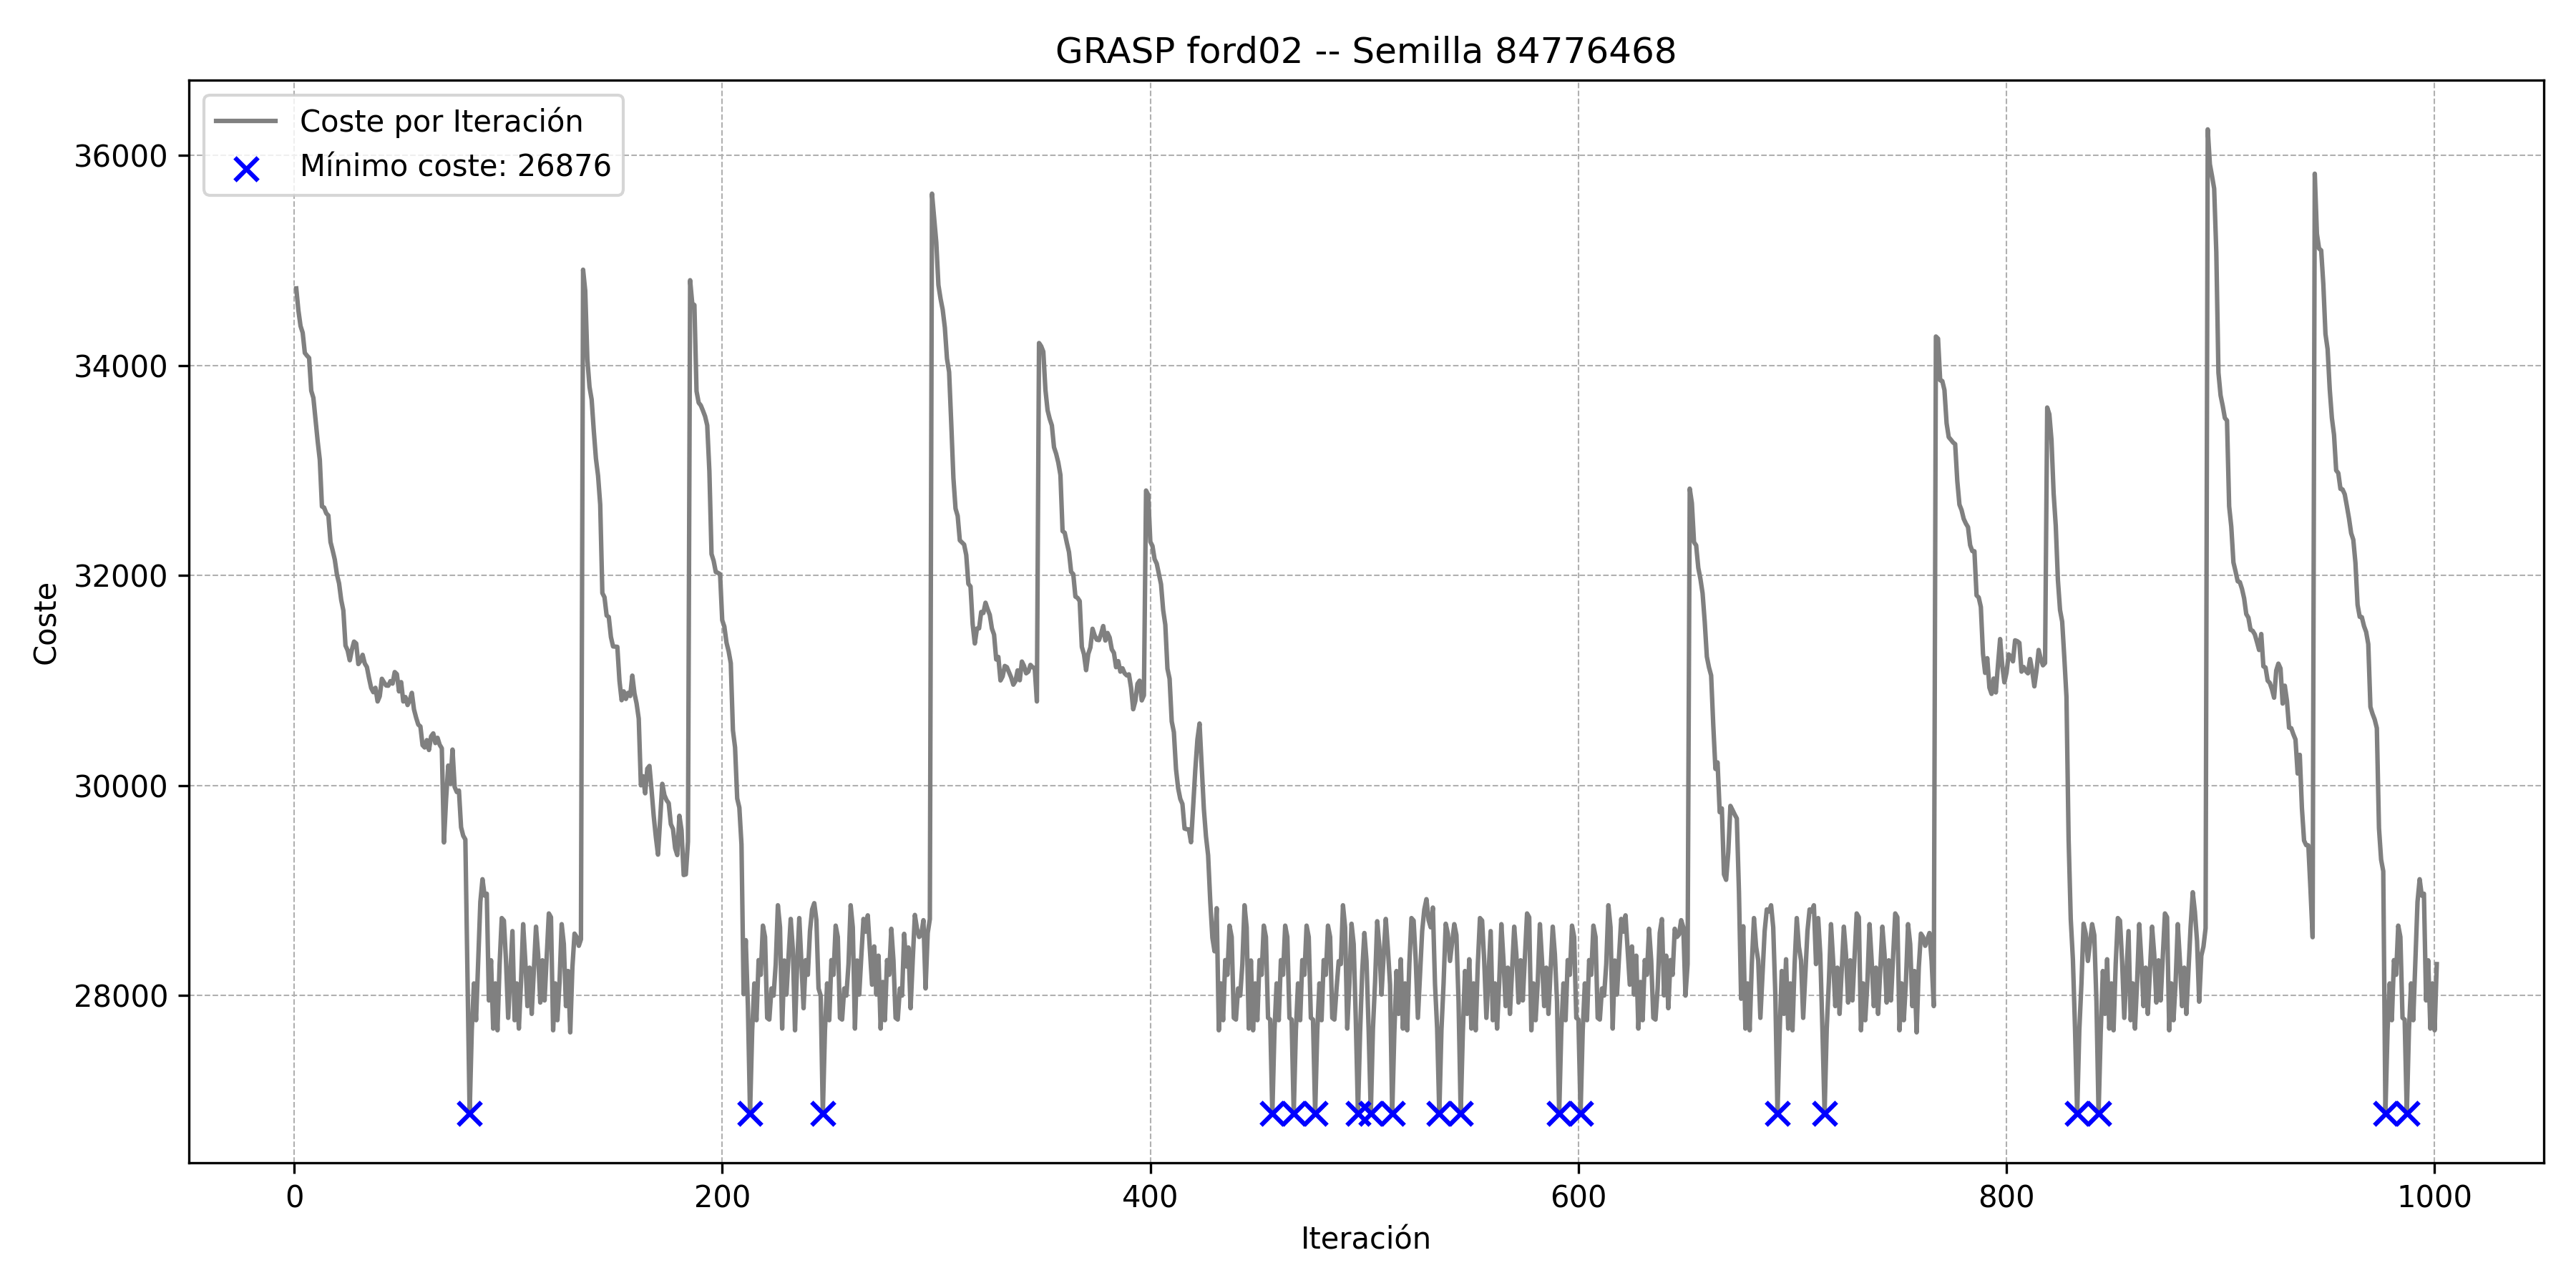 GRASP ford02 -- Semilla 84776468
Coste por Iteración
Mínimo coste: 26876
36000
34000
32000
30000
28000
Coste
0
200
400
600
800
1000
Iteración